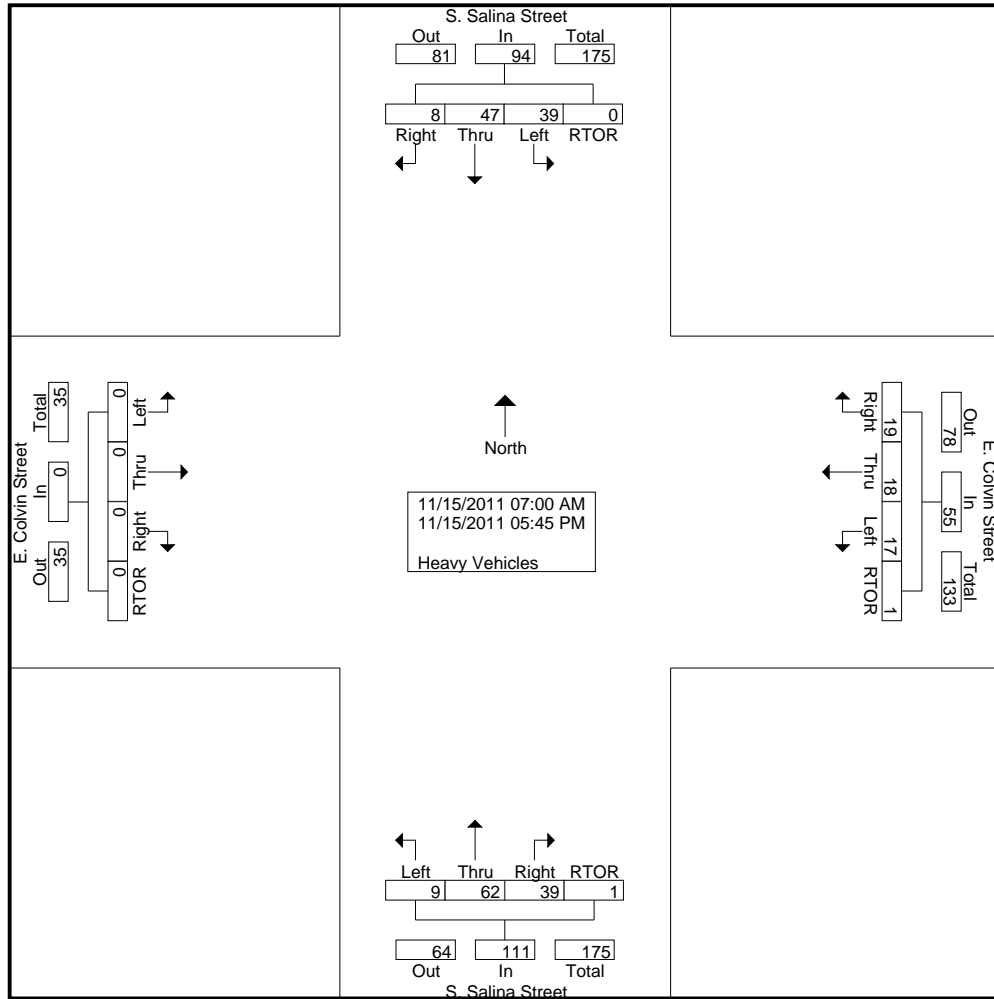 S. Salina Street
Out In Total
81 94 175
8 47 39 0
Right Thru Left RTOR
E. Colvin Street
Total In Out
35 0 35
0 0 0 0
Left Thru Right RTOR
North
11/15/2011 07:00 AM
11/15/2011 05:45 PM
Heavy Vehicles
Right Thru Left RTOR
19 18 17 1
Out In Total
78 55 133
E. Colvin Street
Left Thru Right RTOR
9 62 39 1
64 111 175
Out In Total
S. Salina Street